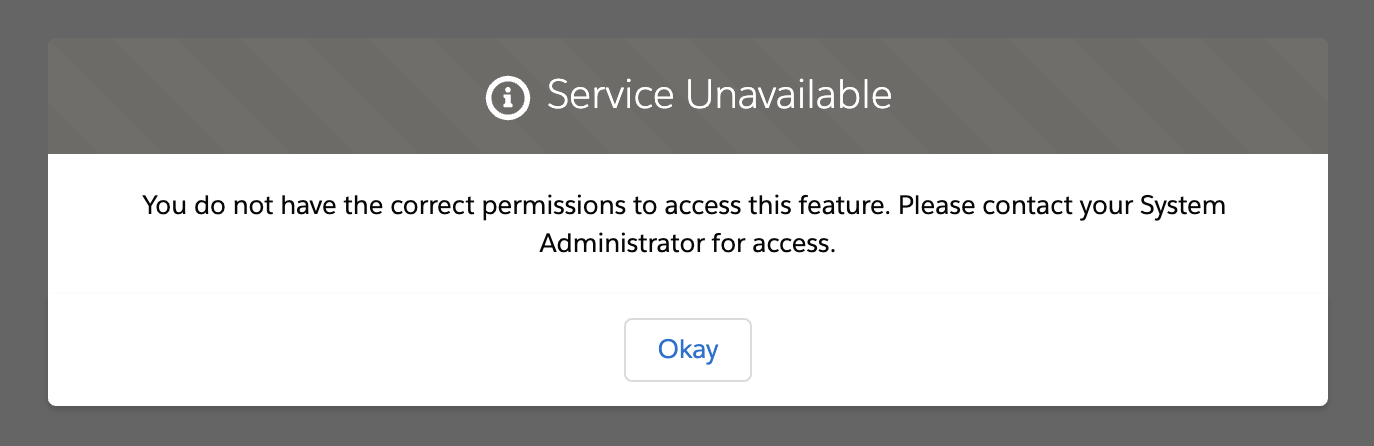 Service Unavailable
You do not have the correct permissions to access this feature. Please contact your System
Administrator for access.
Okay